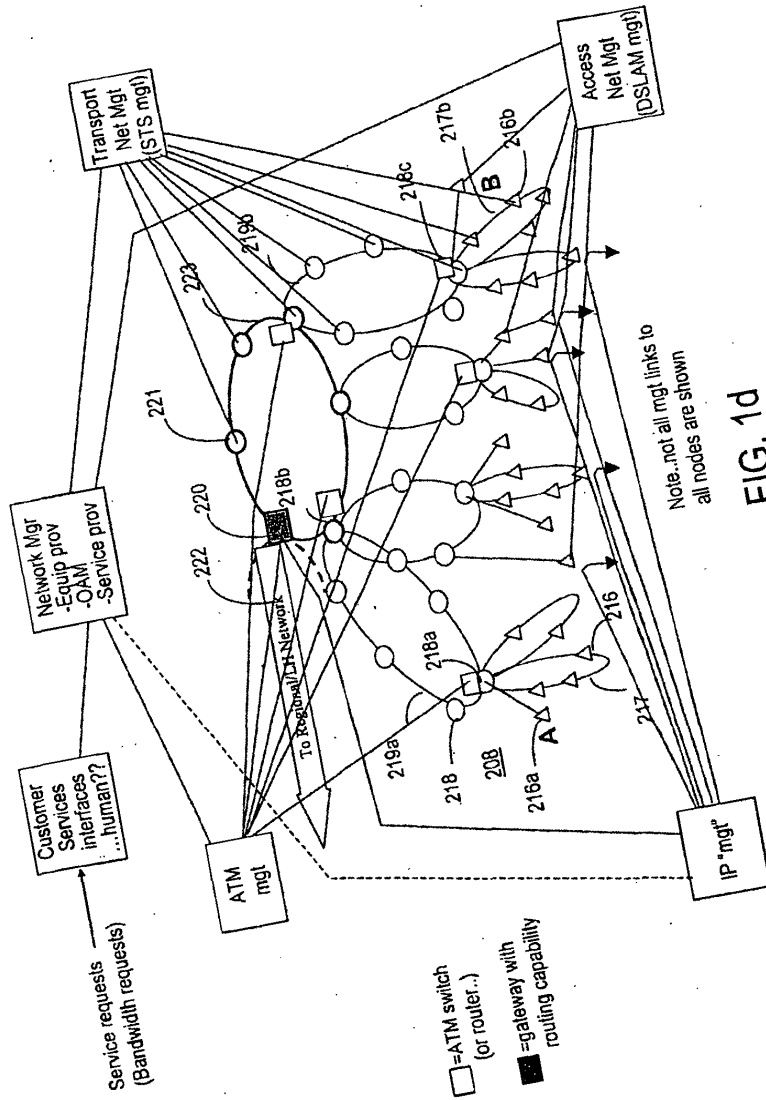 Service requests
(Bandwidth requests)
Customer
Services
interfaces
...human??
Network Mgr
-Equip prov
-OAM
-Service prov
Transport
Net Mgt
(STS mgt)
ATM
mgt
IP "mgt"
Access
Net Mgt
(DSLAM mgt)
□=ATM switch
(or router..)
■=gateway with
routing capability
To Regional/LH Network
222
220
218b
221
223
219b
218c
217b
B
216b
219a
218
208
218a
216a
A
217
216
Note..not all mgt links to
all nodes are shown
FIG. 1d